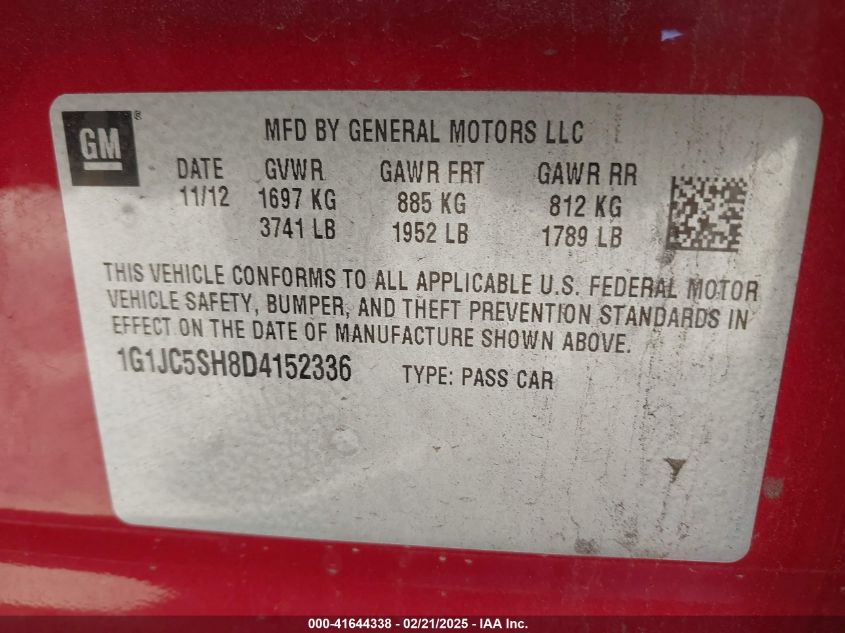 GM®
MFD BY GENERAL MOTORS LLC
DATE GVWR GAWR FRT GAWR RR
11/12 1697 KG 885 KG 812 KG
3741 LB 1952 LB 1789 LB
THIS VEHICLE CONFORMS TO ALL APPLICABLE U.S. FEDERAL MOTOR
VEHICLE SAFETY, BUMPER, AND THEFT PREVENTION STANDARDS IN
EFFECT ON THE DATE OF MANUFACTURE SHOWN ABOVE.
1G1JC5SH8D4152336 TYPE: PASS CAR
000-41644338 - 02/21/2025 - IAA Inc.